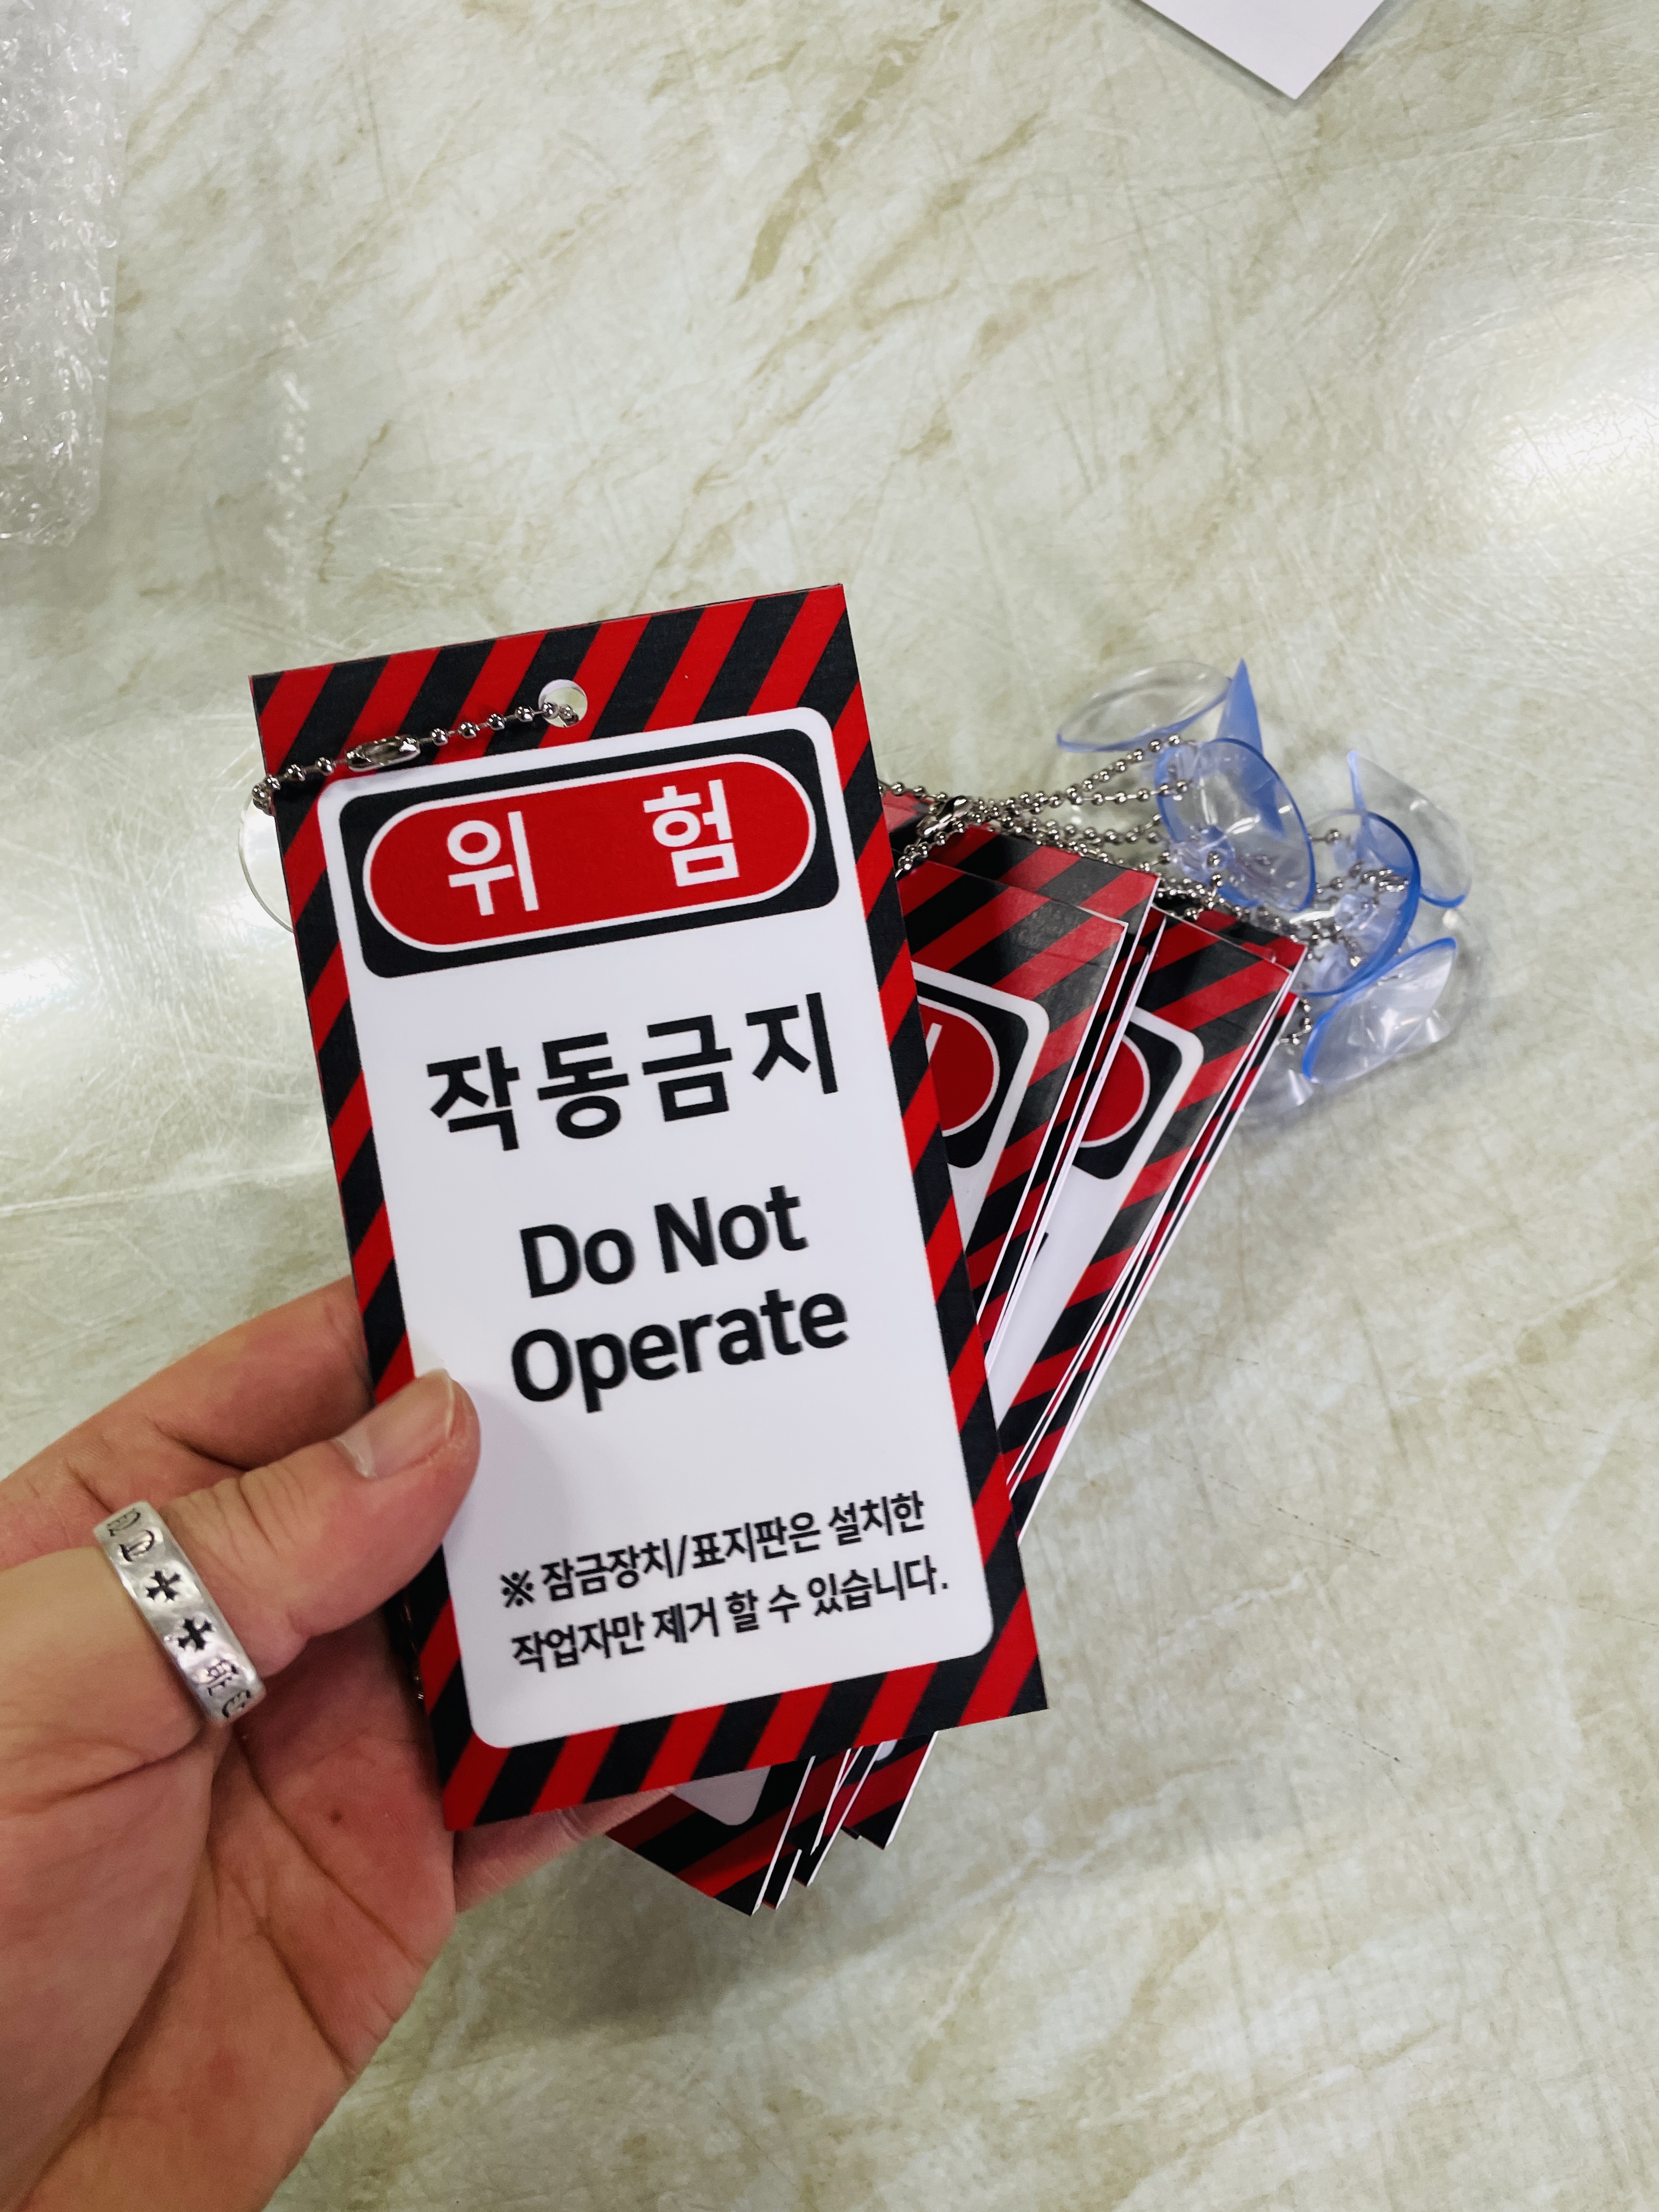 위 험
작동금지
Do Not
Operate
※ 잠금장치/표지판은 설치한
작업자만 제거 할 수 있습니다.